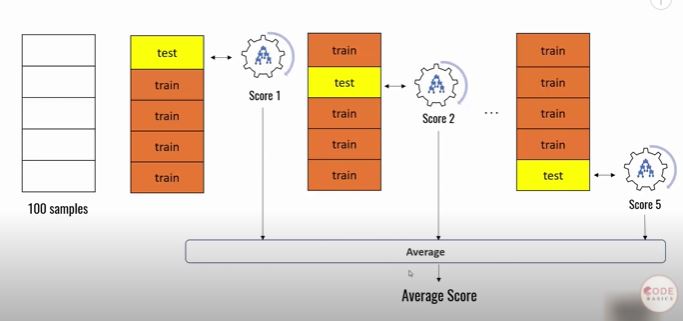 100 samples
test
train
train
train
train
Score 1
train
test
train
train
train
Score 2
...
train
train
train
train
test
Score 5
Average
Average Score
CODE
BASICS